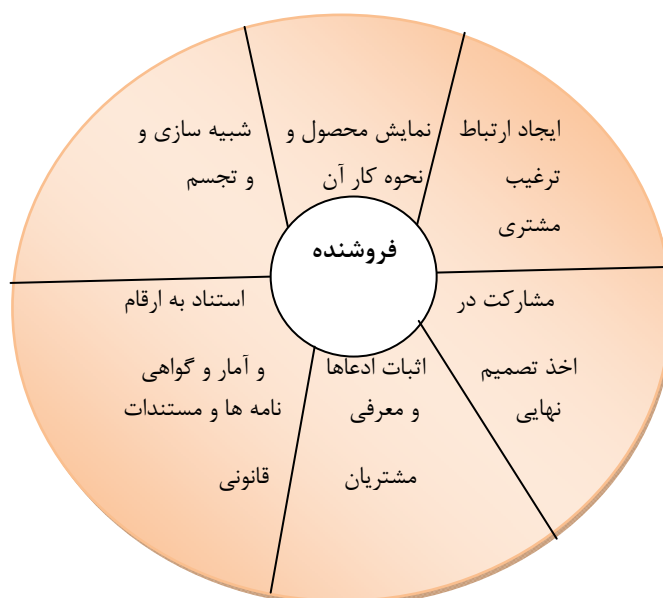 ایجاد ارتباط
ترغیب
مشتری
نمایش محصول و
نحوه کار آن
شبیه سازی و
و تجسم
فروشنده
مشارکت در
اخذ تصمیم
نهایی
اثبات ادعاها
و معرفی
مشتریان
استناد به ارقام
و آمار و گواهی
نامه ها و مستندات
قانونی